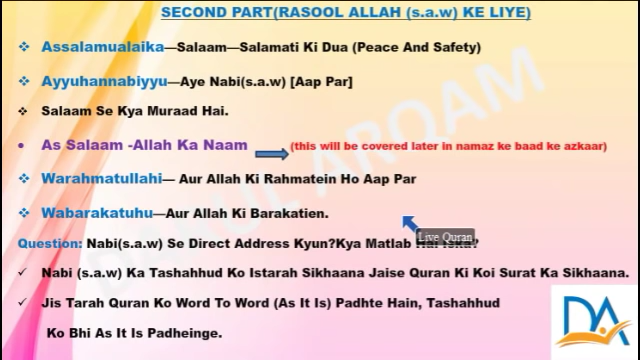 SECOND PART(RASOOL ALLAH (s.a.w) KE LIYE)
❖ Assalamualaika—Salaam—Salamati Ki Dua (Peace And Safety)
❖ Ayyuhannabiyyu—Aye Nabi(s.a.w) [Aap Par]
❖ Salaam Se Kya Muraad Hai.
• As Salaam -Allah Ka Naam (this will be covered later in namaz ke baad ke azkaar)
❖ Warahmatullahi— Aur Allah Ki Rahmatein Ho Aap Par
❖ Wabarakatuhu—Aur Allah Ki Barakatien.
Live Quran
Question: Nabi(s.a.w) Se Direct Address Kyun?Kya Matlab Hai Iska?
✓ Nabi (s.a.w) Ka Tashahhud Ko Istarah Sikhaana Jaise Quran Ki Koi Surat Ka Sikhaana.
✓ Jis Tarah Quran Ko Word To Word (As It Is) Padhte Hain, Tashahhud
Ko Bhi As It Is Padheinge.
DARUL ARQAM
DA